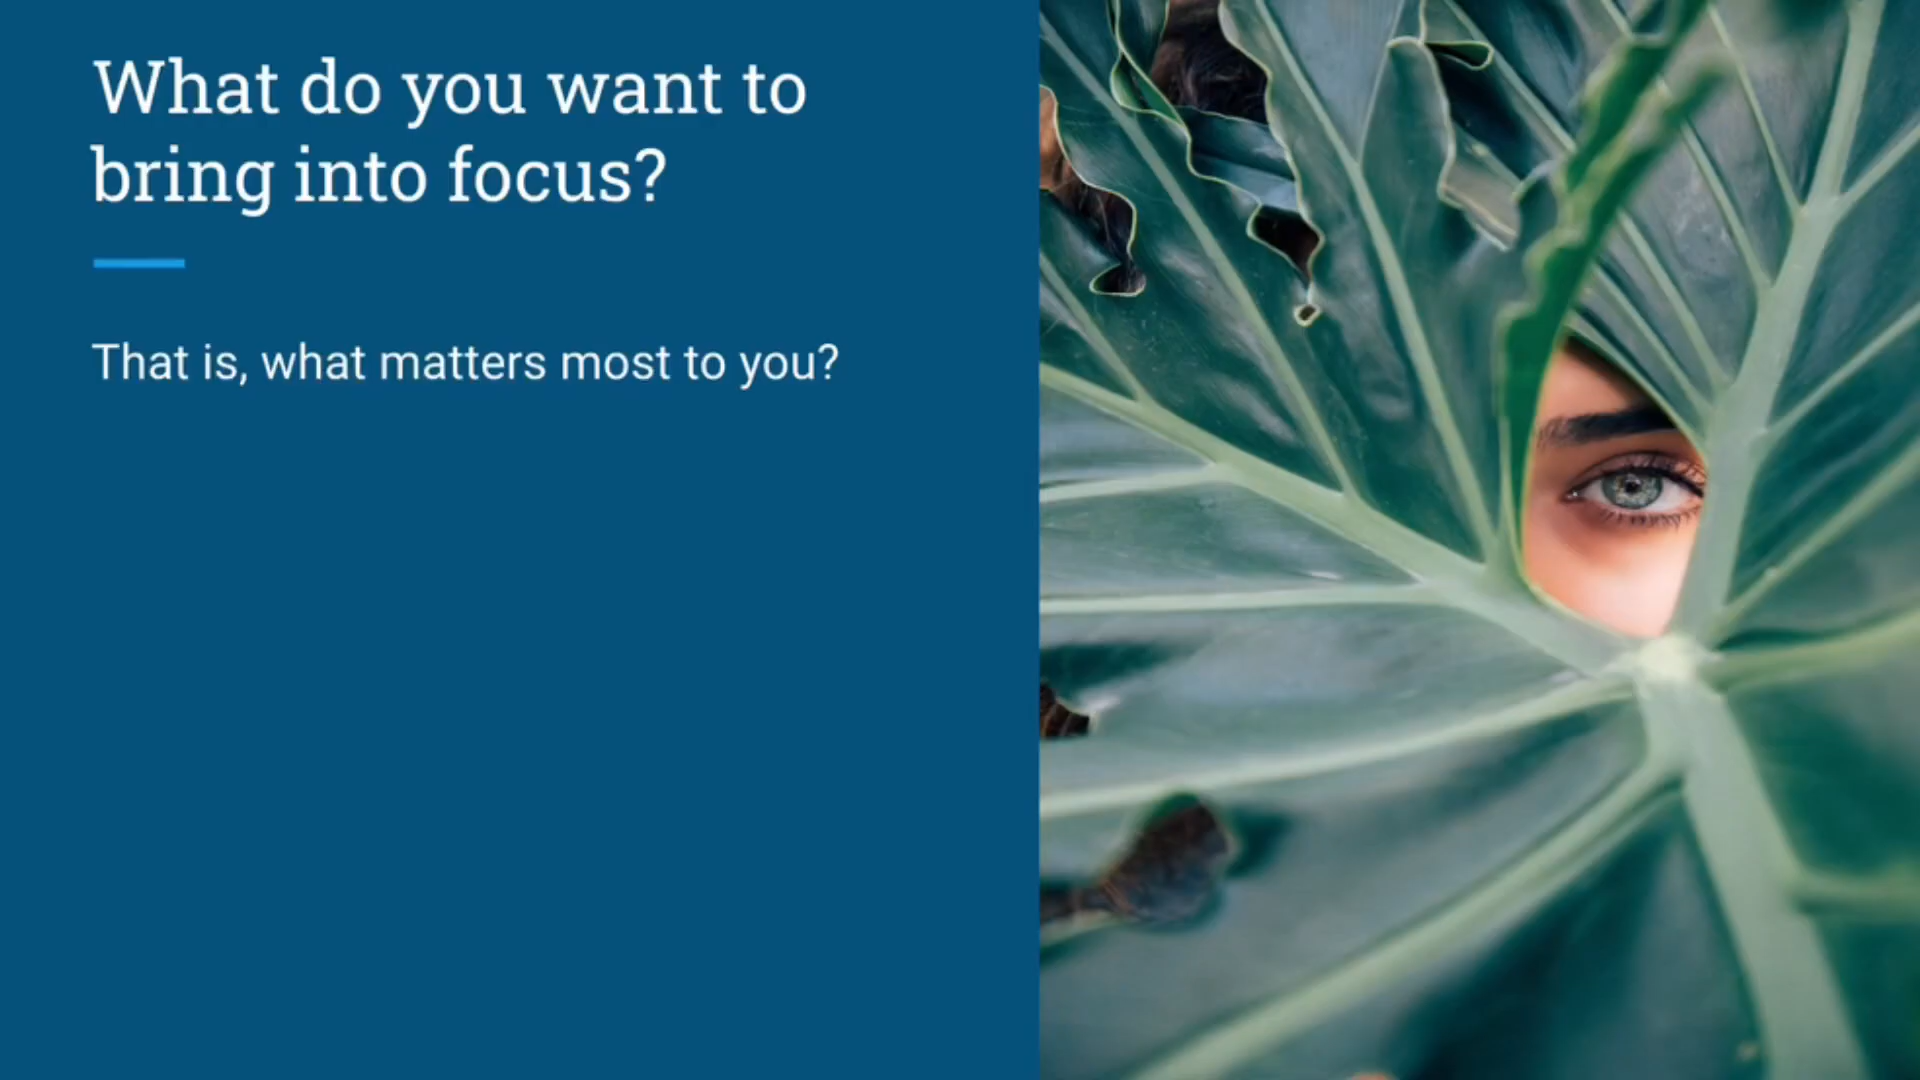 What do you want to
bring into focus?
That is, what matters most to you?